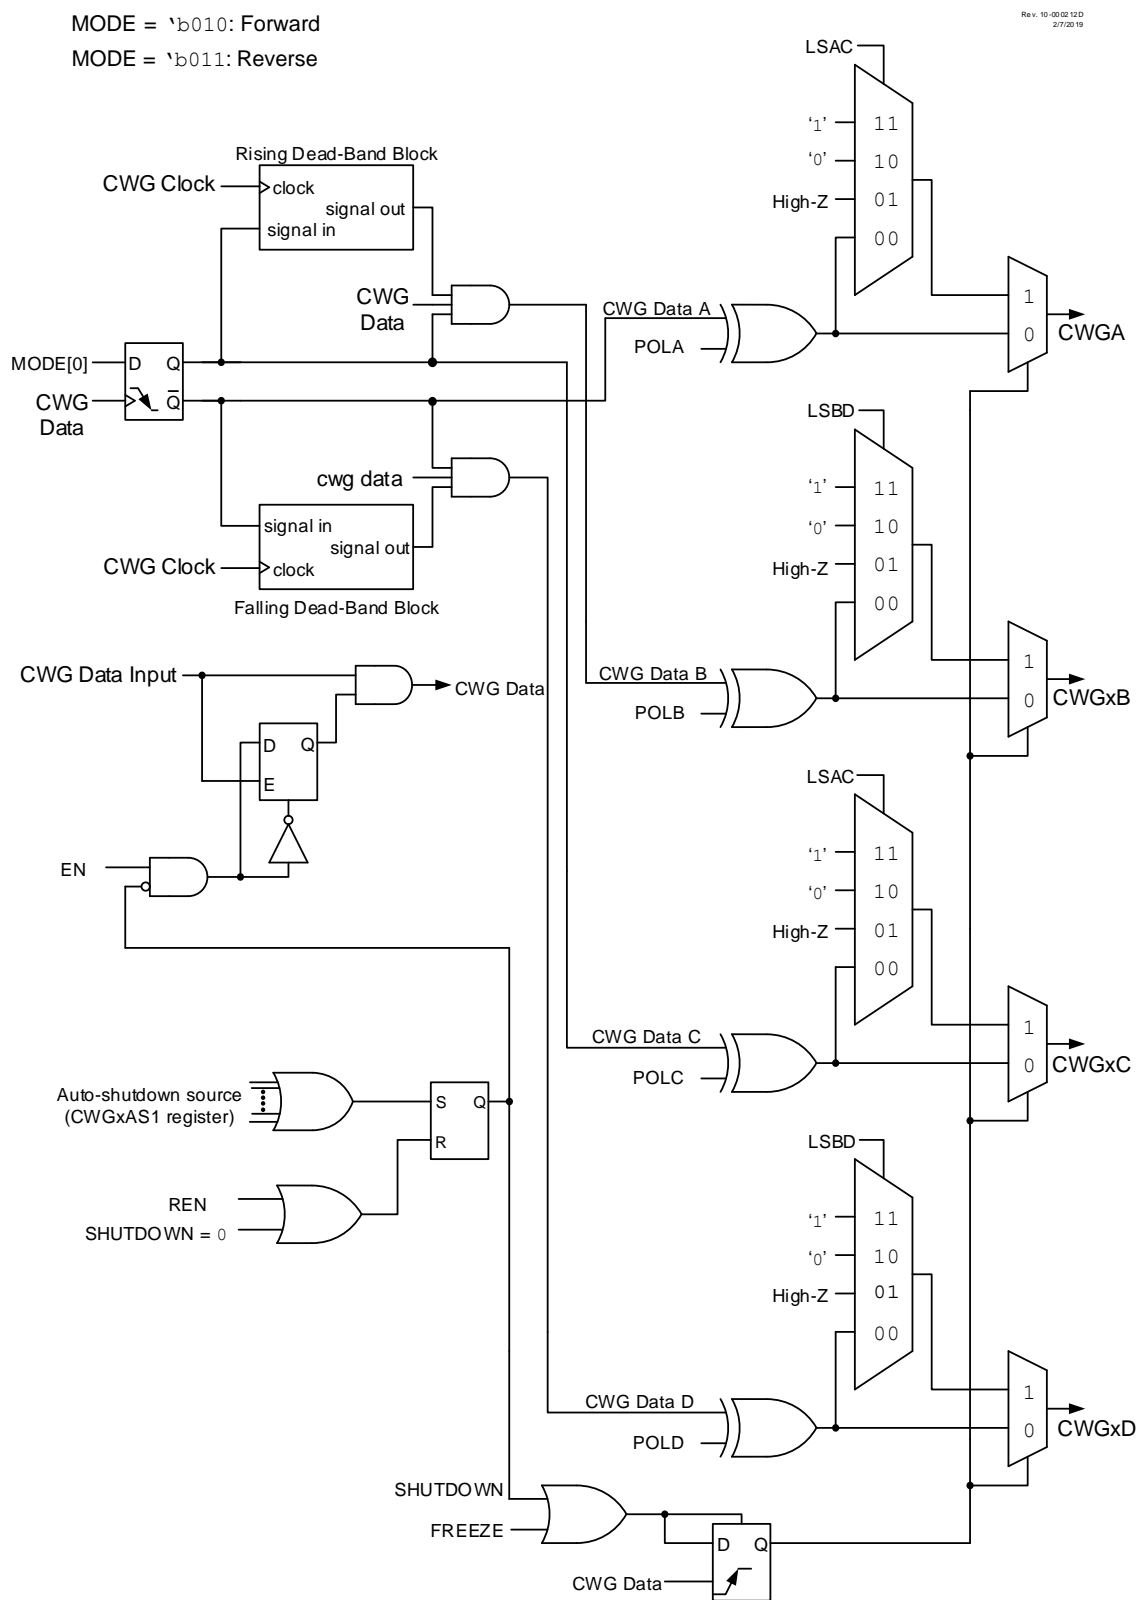 MODE = ‘b010: Forward
MODE = ‘b011: Reverse
Rev. 10-000212D
2/7/2019
LSAC
‘1’ 11
‘0’ 10
High-Z 01
00
1
0
CWGA
Rising Dead-Band Block
CWG Clock
clock
signal out
signal in
CWG
Data
CWG Data A
POLA
MODE[0]
D Q
CWG
Data
Q
cwg data
signal in
signal out
CWG Clock
clock
Falling Dead-Band Block
LSBD
‘1’ 11
‘0’ 10
High-Z 01
00
1
0
CWGxB
CWG Data B
POLB
CWG Data Input
CWG Data
D Q
E
EN
LSAC
‘1’ 11
‘0’ 10
High-Z 01
00
1
0
CWGxC
CWG Data C
POLC
Auto-shutdown source
(CWGxAS1 register)
S Q
R
REN
SHUTDOWN = 0
LSBD
‘1’ 11
‘0’ 10
High-Z 01
00
1
0
CWGxD
CWG Data D
POLD
SHUTDOWN
FREEZE
D Q
CWG Data